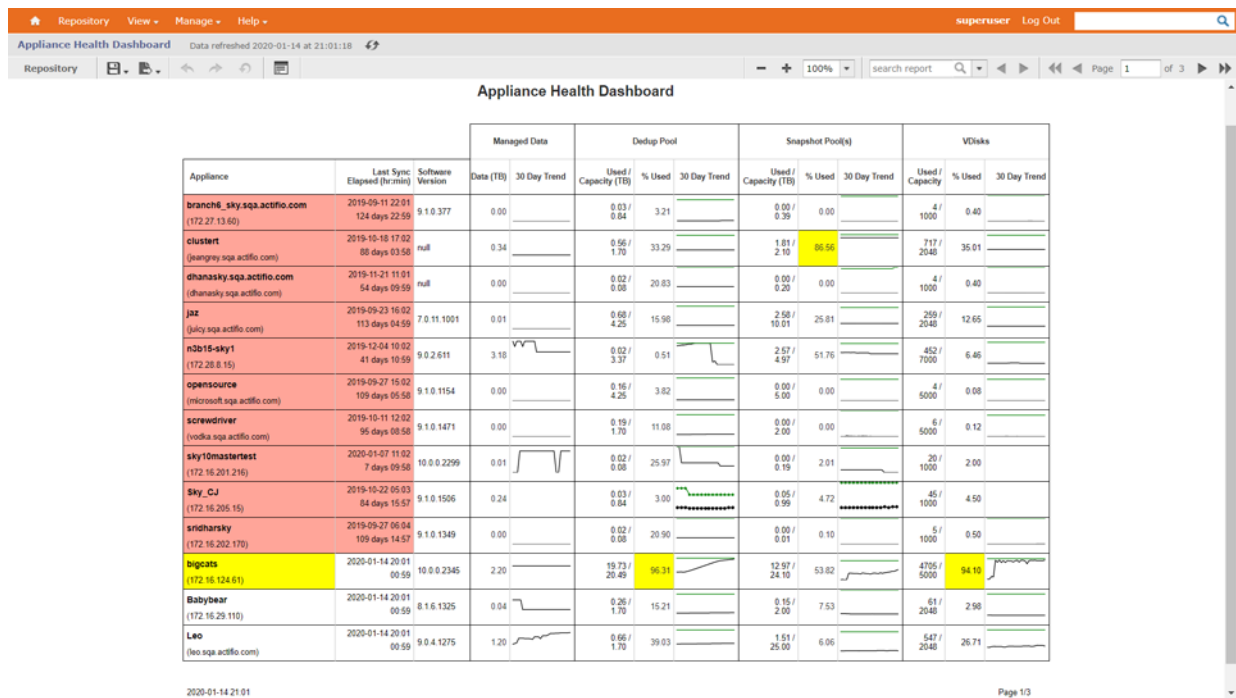 Repository View Manage Help superuser Log Out
Appliance Health Dashboard Data refreshed 2020-01-14 at 21:01:18
Repository 100% search report Page 1 of 3
Appliance Health Dashboard
Managed Data Dedup Pool Snapshot Pool(s) VDisks
Appliance Last Sync Elapsed (hr:min) Software Version Data (TB) 30 Day Trend Used / Capacity (TB) % Used 30 Day Trend Used / Capacity (TB) % Used 30 Day Trend Used / Capacity % Used 30 Day Trend
branch6_sky.sqa.actifio.com 2019-09-11 22:01
(172.27.13.60) 124 days 22:59 9.1.0.377 0.00 0.03 / 0.84 3.21 0.00 / 0.39 0.00 4 / 1000 0.40
clustert 2019-10-18 17:02
(jeangrey.sqa.actifio.com) 88 days 03:58 null 0.34 0.56 / 1.70 33.29 1.81 / 2.10 86.56 717 / 2048 35.01
dhanasky.sqa.actifio.com 2019-11-21 11:01
(dhanasky.sqa.actifio.com) 54 days 09:59 null 0.00 0.02 / 0.08 20.83 0.00 / 0.20 0.00 4 / 1000 0.40
jaz 2019-09-23 16:02
(juicy.sqa.actifio.com) 113 days 04:59 7.0.11.1001 0.01 0.68 / 4.25 15.98 2.58 / 10.01 25.81 259 / 2048 12.65
n3b15-sky1 2019-12-04 10:02
(172.28.8.15) 41 days 10:59 9.0.2.611 3.18 0.02 / 3.37 0.51 2.57 / 4.97 51.76 452 / 7000 6.46
opensource 2019-09-27 15:02
(microsoft.sqa.actifio.com) 109 days 05:58 9.1.0.1154 0.00 0.16 / 4.25 3.82 0.00 / 5.00 0.00 4 / 5000 0.08
screwdriver 2019-10-11 12:02
(vodka.sqa.actifio.com) 95 days 08:58 9.1.0.1471 0.00 0.19 / 1.70 11.08 0.00 / 2.00 0.00 6 / 5000 0.12
sky10mastertest 2020-01-07 11:02
(172.16.201.216) 7 days 09:58 10.0.0.2299 0.01 0.02 / 0.08 25.97 0.00 / 0.19 2.01 20 / 1000 2.00
Sky_CJ 2019-10-22 05:03
(172.16.205.15) 84 days 15:57 9.1.0.1506 0.24 0.03 / 0.84 3.00 0.05 / 0.99 4.72 45 / 1000 4.50
sridharsky 2019-09-27 06:04
(172.16.202.170) 109 days 14:57 9.1.0.1349 0.00 0.02 / 0.08 20.90 0.00 / 0.01 0.10 5 / 1000 0.50
bigcats 2020-01-14 20:01
(172.16.124.61) 00:59 10.0.0.2345 2.20 19.73 / 20.49 96.31 12.97 / 24.10 53.82 4705 / 5000 94.10
Babybear 2020-01-14 20:01
(172.16.29.110) 00:59 8.1.6.1325 0.04 0.26 / 1.70 15.21 0.15 / 2.00 7.53 61 / 2048 2.98
Leo 2020-01-14 20:01
(leo.sqa.actifio.com) 00:59 9.0.4.1275 1.20 0.66 / 1.70 39.03 1.51 / 25.00 6.06 547 / 2048 26.71
2020-01-14 21:01 Page 1/3